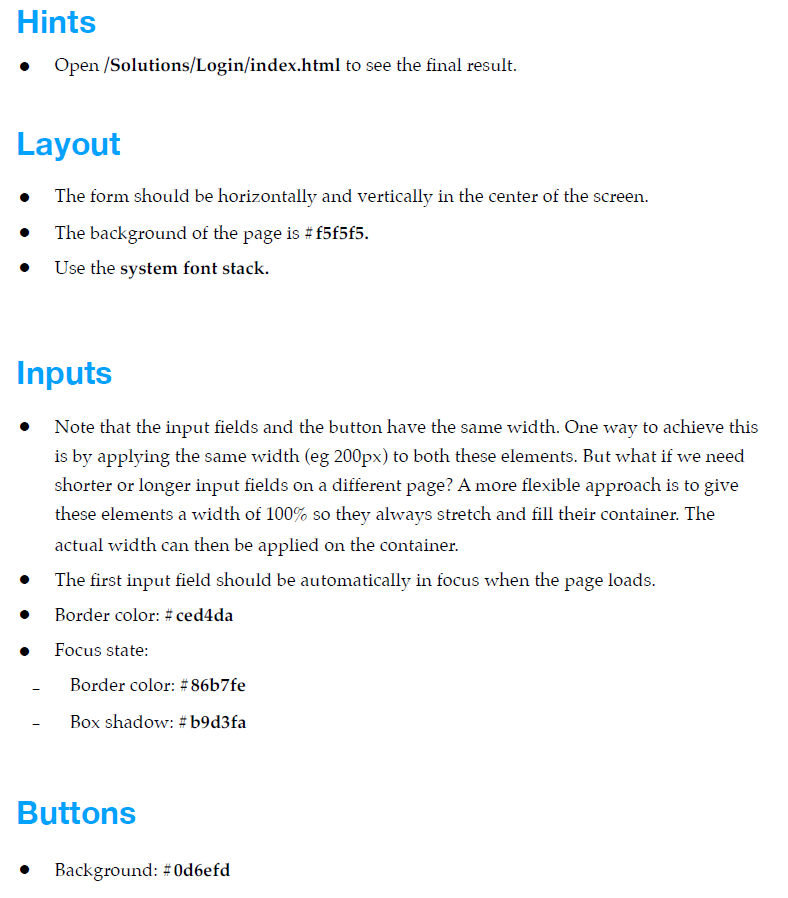 Hints
● Open /Solutions/Login/index.html to see the final result.
Layout
● The form should be horizontally and vertically in the center of the screen.
● The background of the page is #f5f5f5.
● Use the system font stack.
Inputs
● Note that the input fields and the button have the same width. One way to achieve this
is by applying the same width (eg 200px) to both these elements. But what if we need
shorter or longer input fields on a different page? A more flexible approach is to give
these elements a width of 100% so they always stretch and fill their container. The
actual width can then be applied on the container.
● The first input field should be automatically in focus when the page loads.
● Border color: #ced4da
● Focus state:
– Border color: #86b7fe
– Box shadow: #b9d3fa
Buttons
● Background: #0d6efd